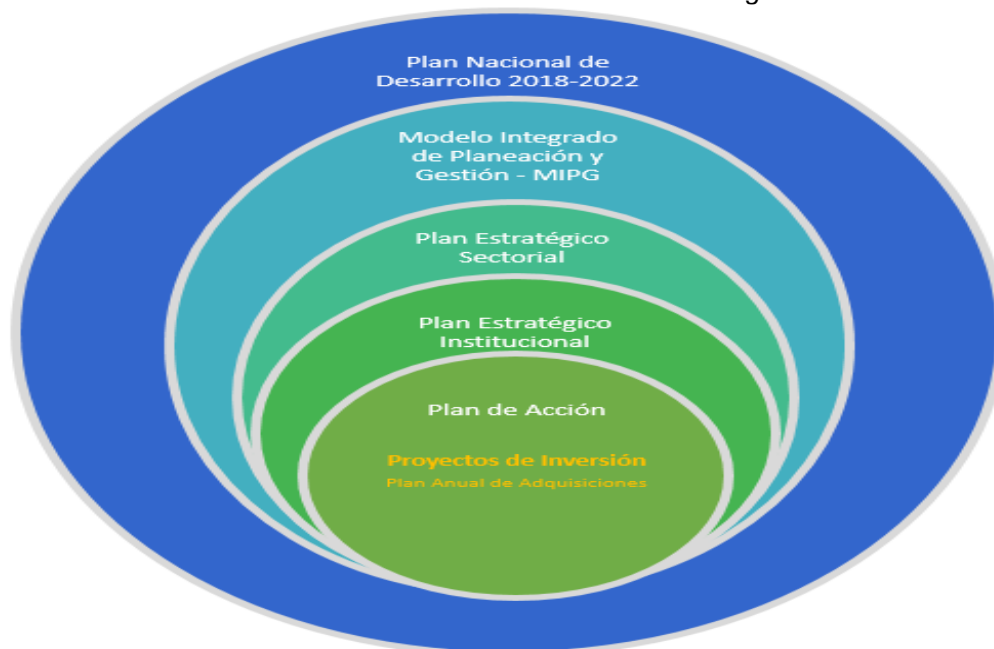 Plan Nacional de
Desarrollo 2018-2022
Modelo Integrado
de Planeación y
Gestión - MIPG
Plan Estratégico
Sectorial
Plan Estratégico
Institucional
Plan de Acción
Proyectos de Inversión
Plan Anual de Adquisiciones